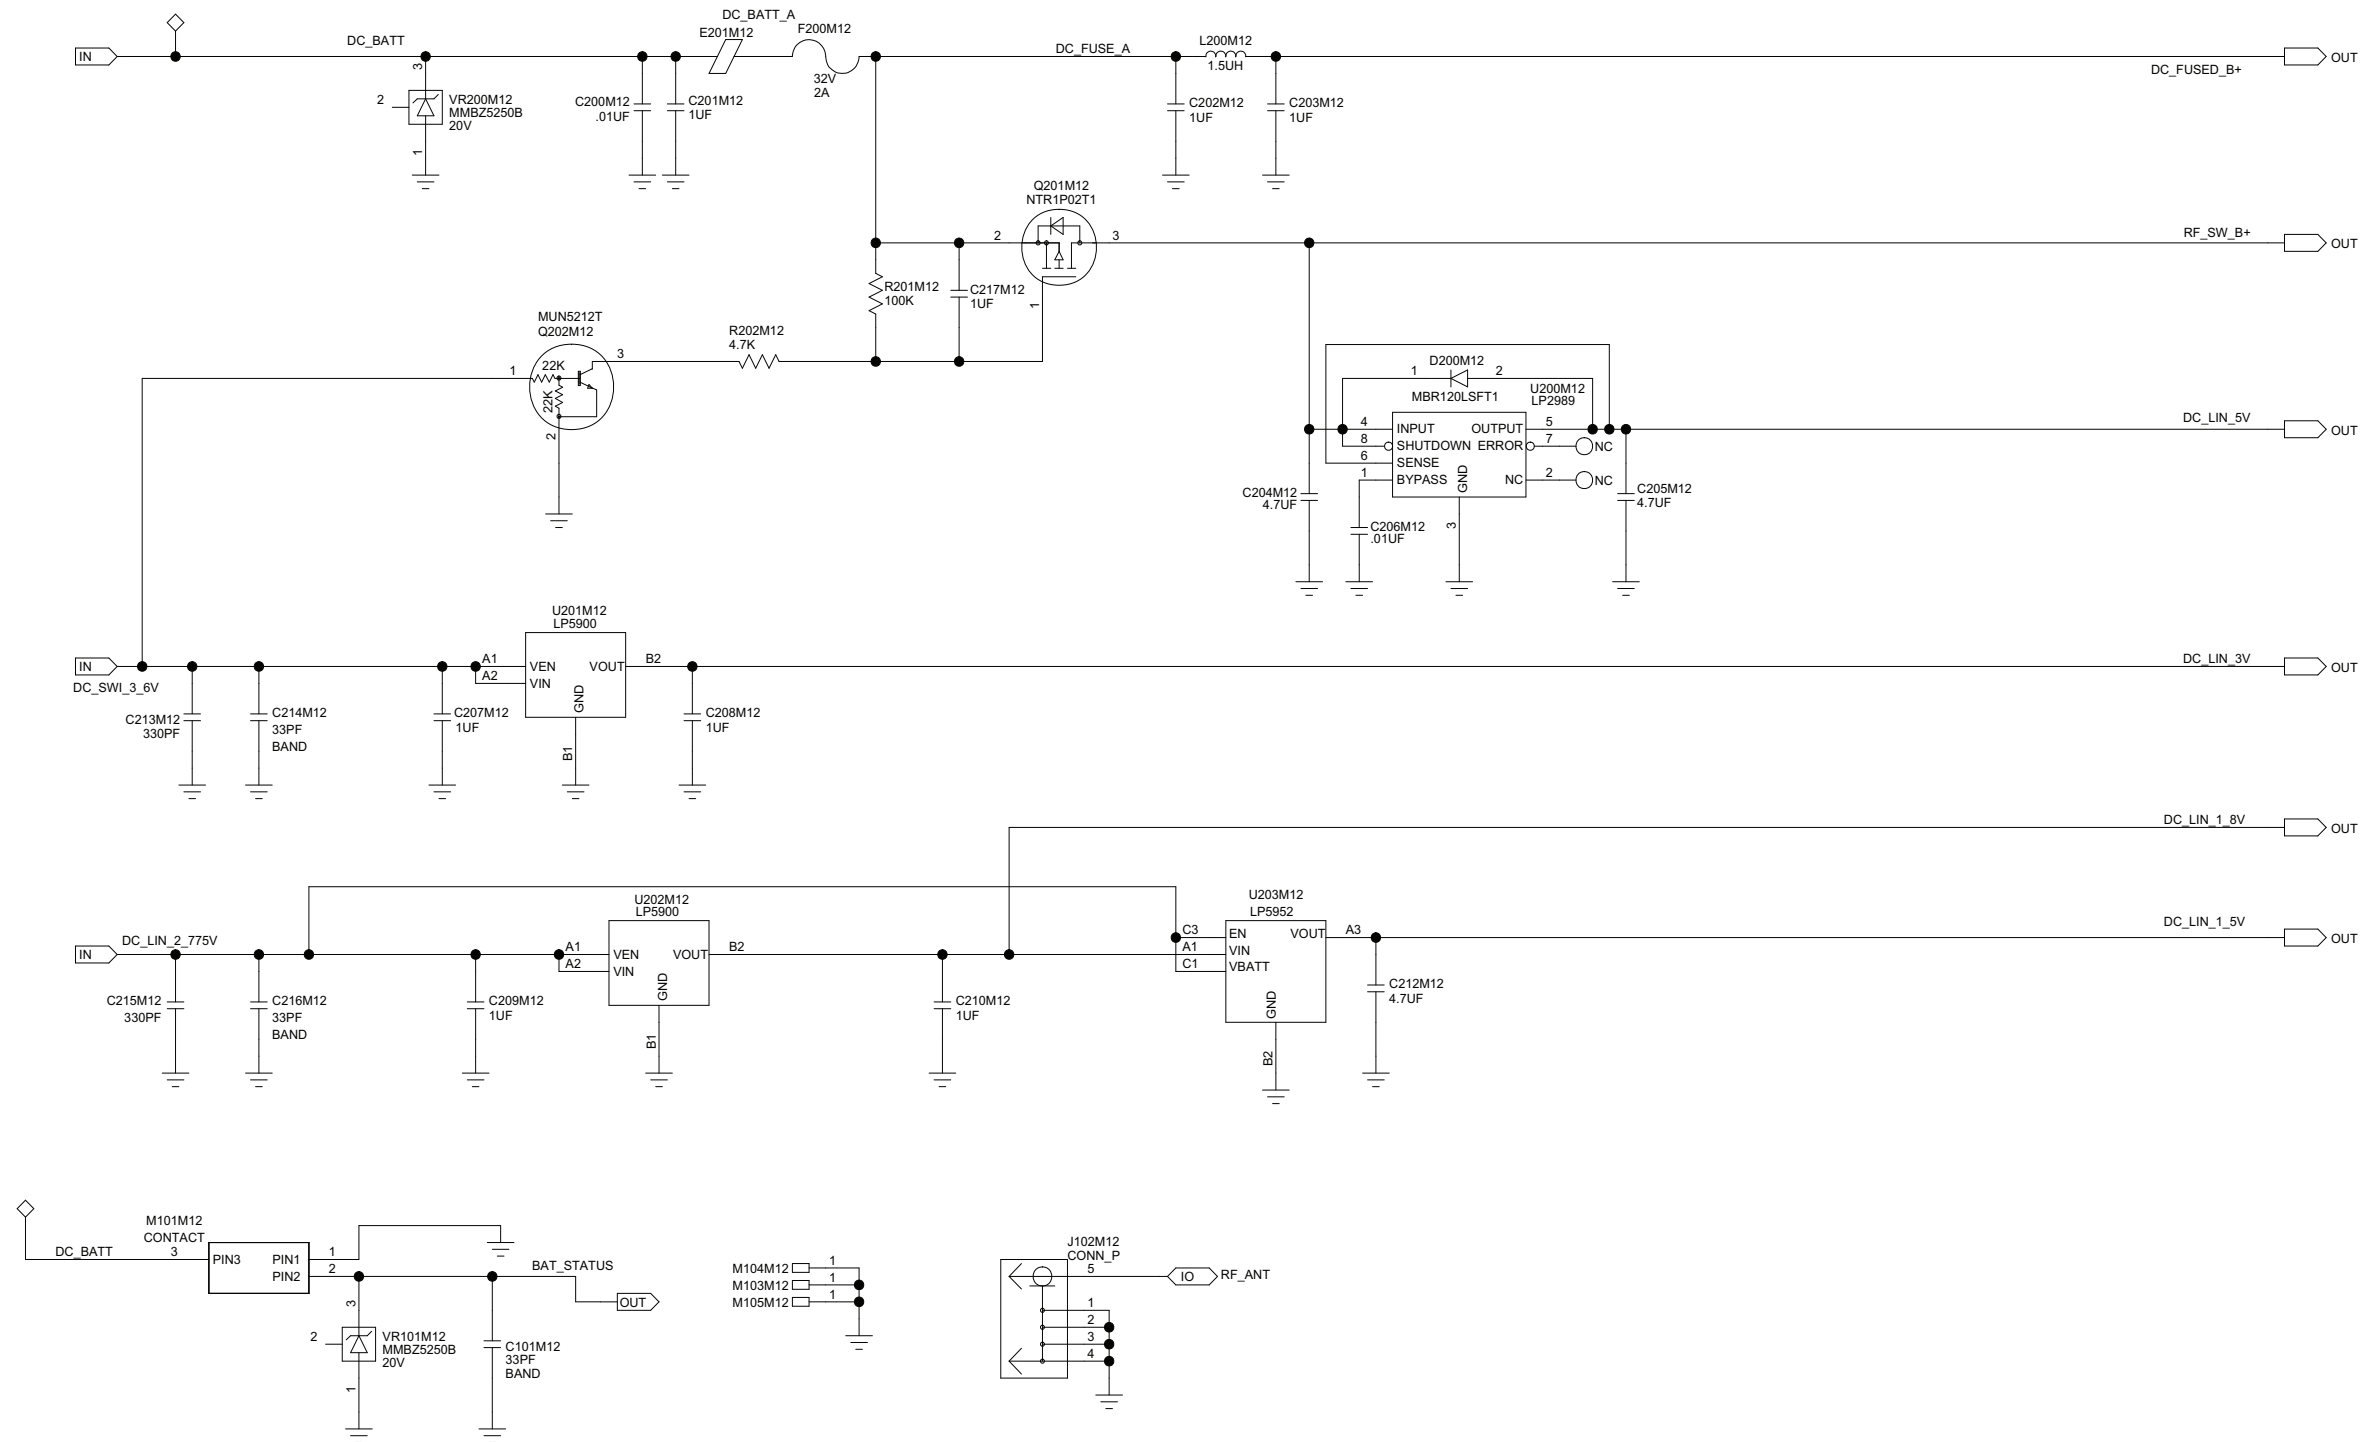 DC_BATT_A
E201M12
F200M12
IN
DC_BATT
DC_FUSE_A
L200M12
1.5UH
OUT
DC_FUSED_B+
32V
2A
3
2
VR200M12
MMBZ5250B
20V
1
C200M12
.01UF
C201M12
1UF
C202M12
1UF
C203M12
1UF
Q201M12
NTR1P02T1
2
3
1
RF_SW_B+
OUT
R201M12
100K
C217M12
1UF
MUN5212T
Q202M12
R202M12
4.7K
3
1
22K
22K
2
D200M12
1
2
MBR120LSFT1
U200M12
LP2989
4
INPUT
OUTPUT
5
8
SHUTDOWN
ERROR
7
NC
6
SENSE
1
BYPASS
GND
NC
2
NC
3
DC_LIN_5V
OUT
C204M12
4.7UF
C206M12
.01UF
C205M12
4.7UF
U201M12
LP5900
IN
DC_SWI_3_6V
A1
VEN
VOUT
B2
A2
VIN
GND
B1
DC_LIN_3V
OUT
C213M12
330PF
C214M12
33PF
BAND
C207M12
1UF
C208M12
1UF
DC_LIN_1_8V
OUT
U202M12
LP5900
U203M12
LP5952
IN
DC_LIN_2_775V
A1
VEN
VOUT
B2
A2
VIN
GND
B1
C3
EN
VOUT
A3
A1
VIN
C1
VBATT
GND
B2
DC_LIN_1_5V
OUT
C215M12
330PF
C216M12
33PF
BAND
C209M12
1UF
C210M12
1UF
C212M12
4.7UF
M101M12
CONTACT
DC_BATT
3
PIN3
PIN1
1
PIN2
2
BAT_STATUS
OUT
3
2
VR101M12
MMBZ5250B
20V
1
C101M12
33PF
BAND
M104M12
1
M103M12
1
M105M12
1
J102M12
CONN_P
5
IO
RF_ANT
1
2
3
4